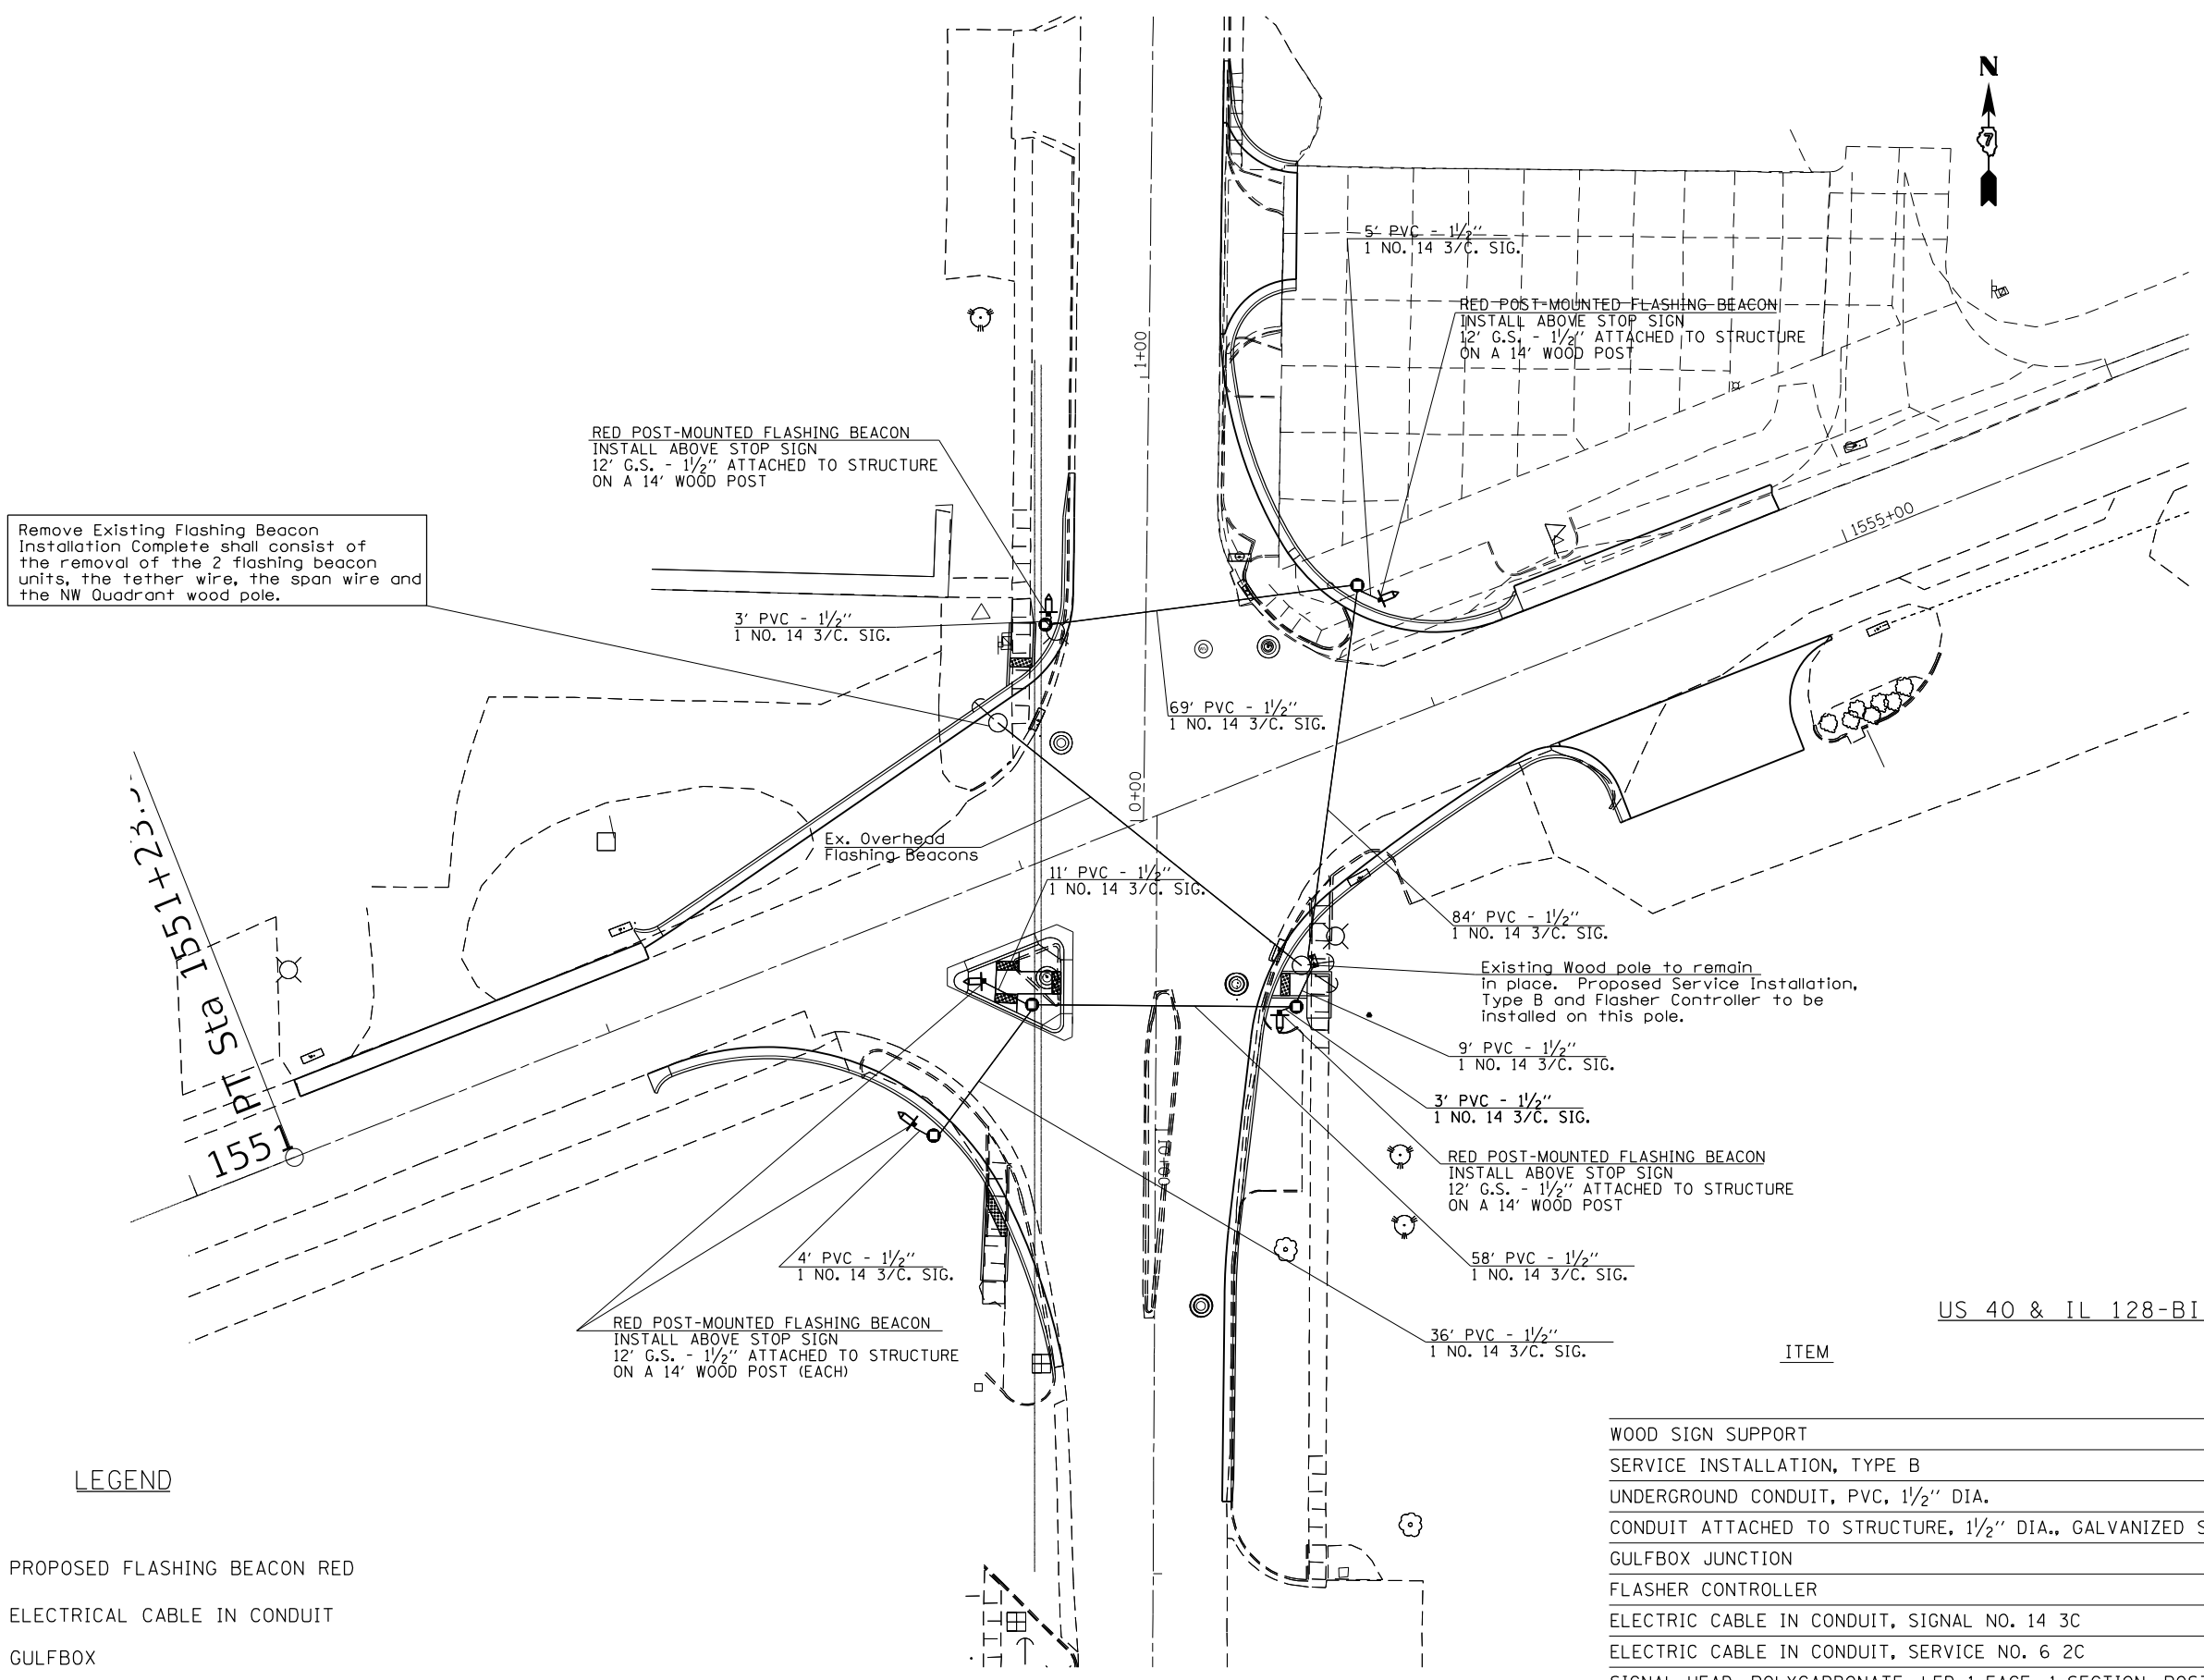 N
7
5' PVC - 1½"
1 NO. 14 3/C. SIG.
RED POST-MOUNTED FLASHING BEACON
INSTALL ABOVE STOP SIGN
12' G.S. - 1½" ATTACHED TO STRUCTURE
ON A 14' WOOD POST
1+00
RED POST-MOUNTED FLASHING BEACON
INSTALL ABOVE STOP SIGN
12' G.S. - 1½" ATTACHED TO STRUCTURE
ON A 14' WOOD POST
1555+00
Remove Existing Flashing Beacon
Installation Complete shall consist of
the removal of the 2 flashing beacon
units, the tether wire, the span wire and
the NW Quadrant wood pole.
3' PVC - 1½"
1 NO. 14 3/C. SIG.
69' PVC - 1½"
1 NO. 14 3/C. SIG.
0+00
Ex. Overhead
Flashing Beacons
11' PVC - 1½"
1 NO. 14 3/C. SIG.
84' PVC - 1½"
1 NO. 14 3/C. SIG.
Existing Wood pole to remain
in place. Proposed Service Installation,
Type B and Flasher Controller to be
installed on this pole.
PT Sta 1551+23.
1551
9' PVC - 1½"
1 NO. 14 3/C. SIG.
3' PVC - 1½"
1 NO. 14 3/C. SIG.
10+00
RED POST-MOUNTED FLASHING BEACON
INSTALL ABOVE STOP SIGN
12' G.S. - 1½" ATTACHED TO STRUCTURE
ON A 14' WOOD POST
4' PVC - 1½"
1 NO. 14 3/C. SIG.
58' PVC - 1½"
1 NO. 14 3/C. SIG.
RED POST-MOUNTED FLASHING BEACON
INSTALL ABOVE STOP SIGN
12' G.S. - 1½" ATTACHED TO STRUCTURE
ON A 14' WOOD POST (EACH)
36' PVC - 1½"
1 NO. 14 3/C. SIG.
US 40 & IL 128-BI
ITEM
WOOD SIGN SUPPORT
SERVICE INSTALLATION, TYPE B
UNDERGROUND CONDUIT, PVC, 1½" DIA.
CONDUIT ATTACHED TO STRUCTURE, 1½" DIA., GALVANIZED S
GULFBOX JUNCTION
FLASHER CONTROLLER
ELECTRIC CABLE IN CONDUIT, SIGNAL NO. 14 3C
ELECTRIC CABLE IN CONDUIT, SERVICE NO. 6 2C
SIGNAL HEAD, POLYCARBONATE, LED 1-FACE, 1-SECTION, POST
LEGEND
PROPOSED FLASHING BEACON RED
ELECTRICAL CABLE IN CONDUIT
GULFBOX